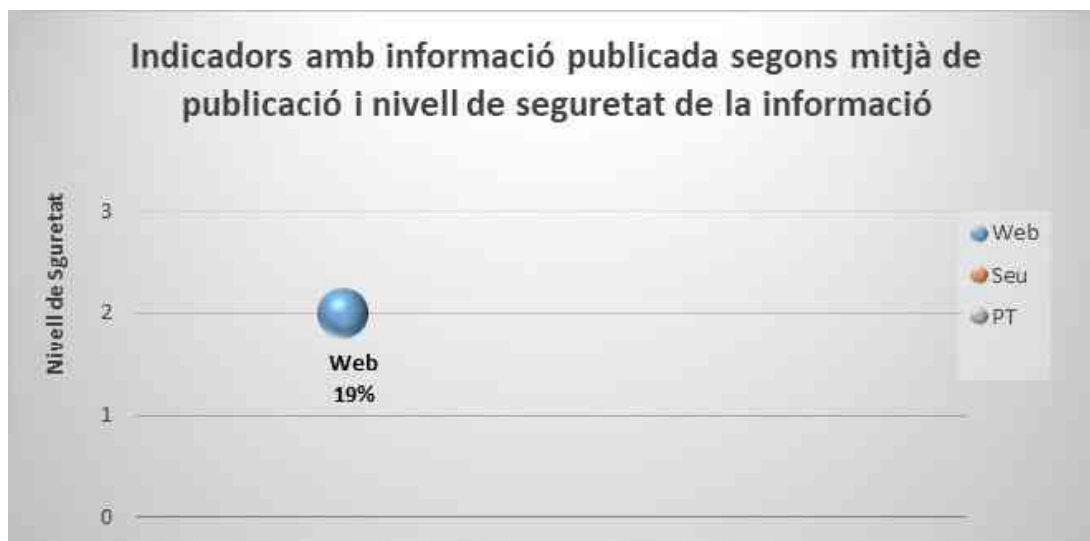 Indicadors amb informació publicada segons mitjà de
publicació i nivell de seguretat de la informació
Nivell de Sguretat
3
2
1
0
Web
19%
Web
Seu
PT